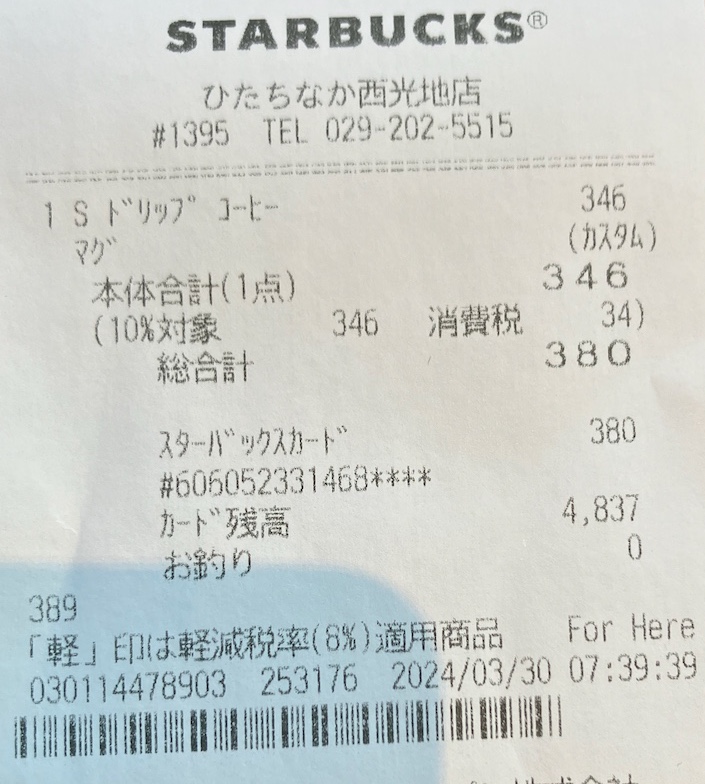 STARBUCKS®
ひたちなか西光地店
#1395 TEL 029-202-5515
1 S ﾄﾞﾘｯﾌﾟ ｺｰﾋｰ 346
ﾏｸﾞ (ｶｽﾀﾑ)
本体合計(1点) 346
(10%対象 346 消費税 34)
総合計 380
ｽﾀｰﾊﾞｯｸｽｶｰﾄﾞ 380
#606052331468****
ｶｰﾄﾞ残高 4,837
お釣り 0
389
「軽」印は軽減税率(8%)適用商品 For Here
030114478903 253176 2024/03/30 07:39:39